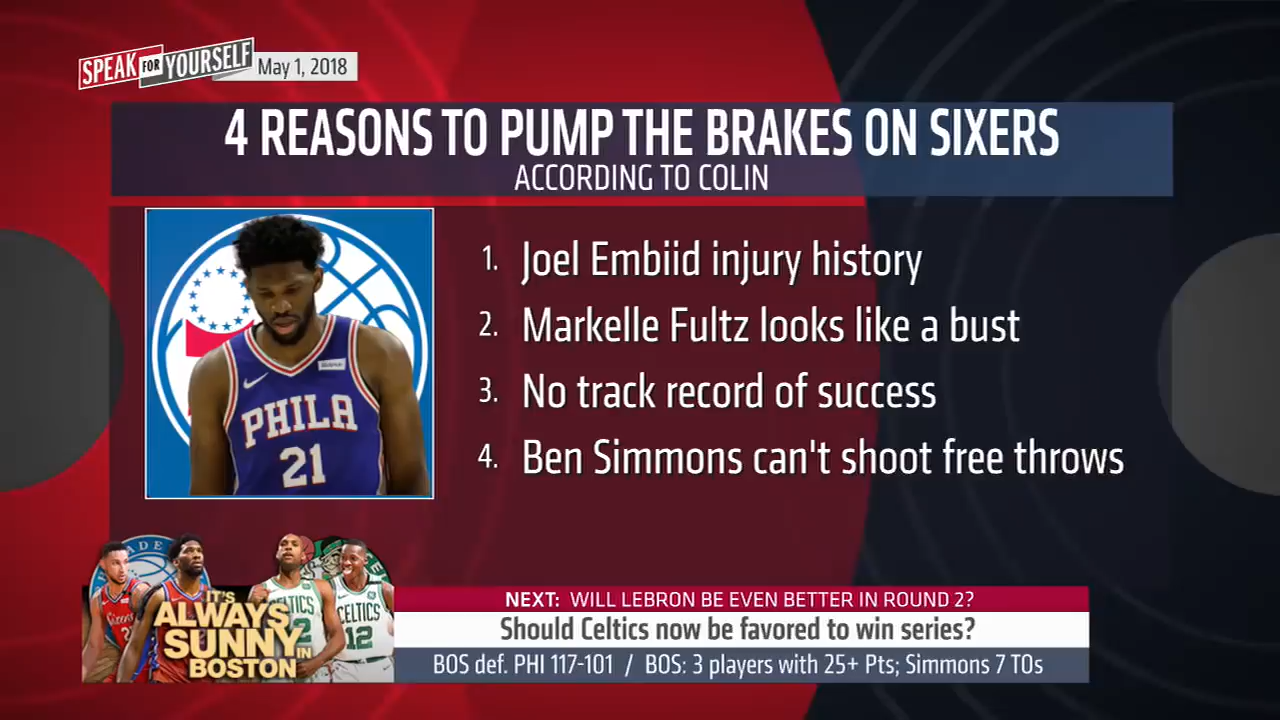 SPEAK FOR YOURSELF
May 1, 2018
4 REASONS TO PUMP THE BRAKES ON SIXERS
ACCORDING TO COLIN
1. Joel Embiid injury history
2. Markelle Fultz looks like a bust
3. No track record of success
4. Ben Simmons can't shoot free throws
PHILA
21
IT'S
ALWAYS
SUNNY IN
BOSTON
CELTICS
12
NEXT: WILL LEBRON BE EVEN BETTER IN ROUND 2?
Should Celtics now be favored to win series?
BOS def. PHI 117-101 / BOS: 3 players with 25+ Pts; Simmons 7 TOs